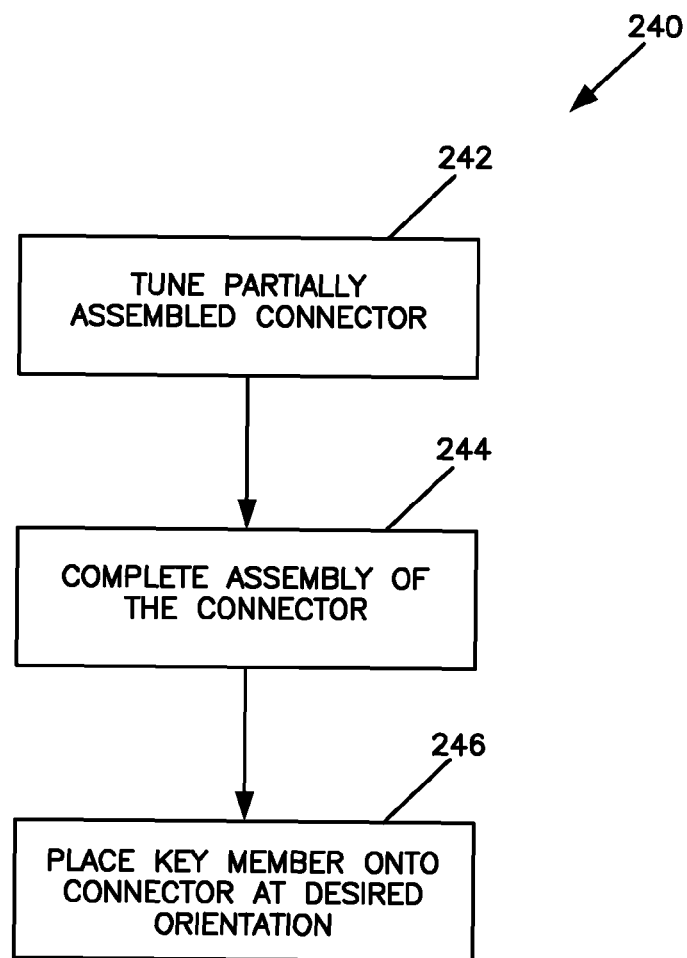 240
242
TUNE PARTIALLY
ASSEMBLED CONNECTOR
244
COMPLETE ASSEMBLY OF
THE CONNECTOR
246
PLACE KEY MEMBER ONTO
CONNECTOR AT DESIRED
ORIENTATION